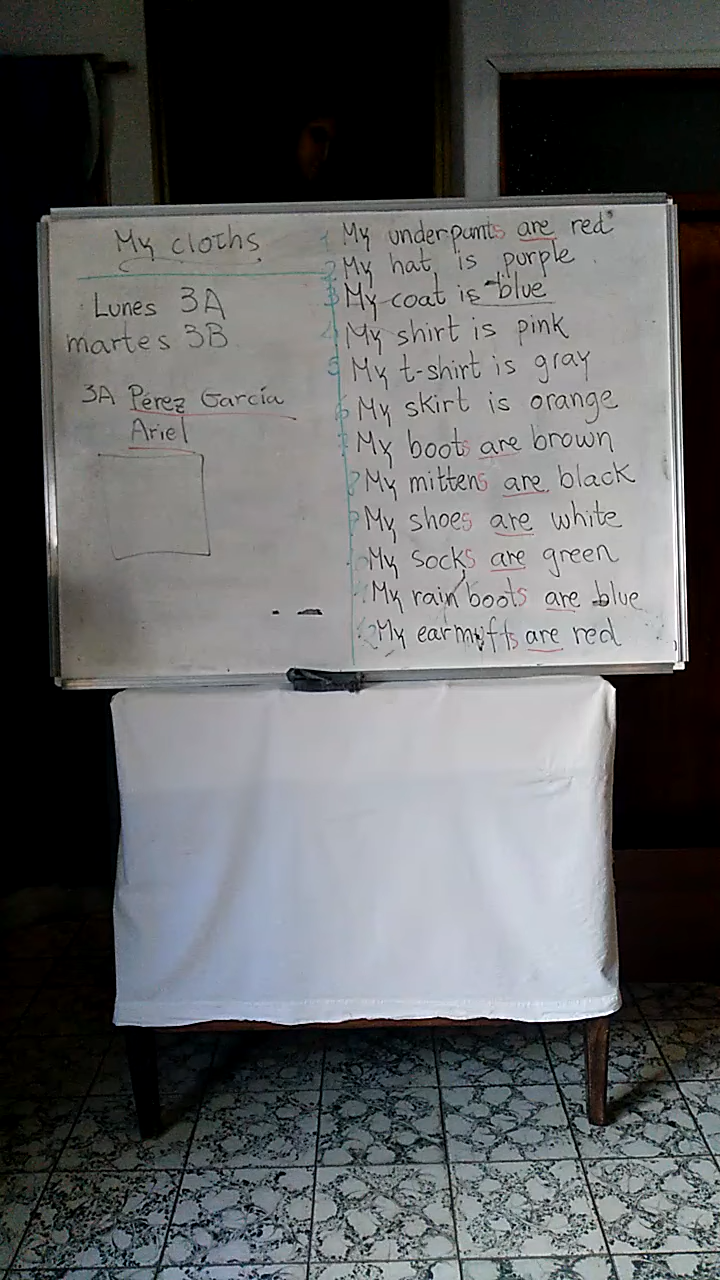 My cloths
Lunes 3A
martes 3B
3A Pérez García
Ariel
1 My underpants are red
2 My hat is purple
3 My coat is blue
4 My shirt is pink
5 My t-shirt is gray
6 My skirt is orange
7 My boots are brown
8 My mittens are black
9 My shoes are white
My socks are green
My rain boots are blue
12 My earmuffs are red